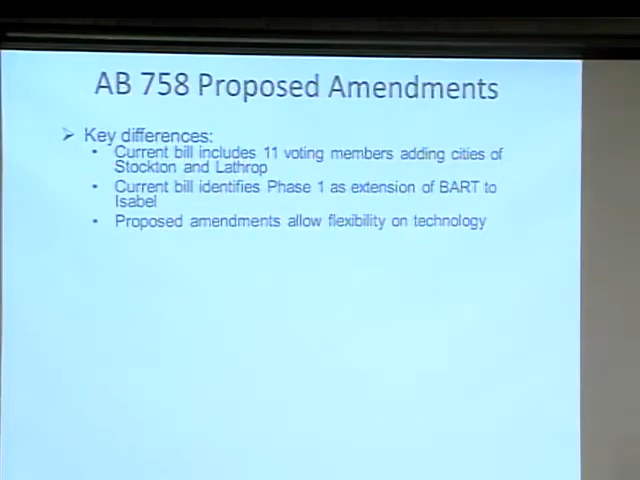 AB 758 Proposed Amendments
➢ Key differences:
• Current bill includes 11 voting members adding cities of
Stockton and Lathrop
• Current bill identifies Phase 1 as extension of BART to
Isabel
• Proposed amendments allow flexibility on technology